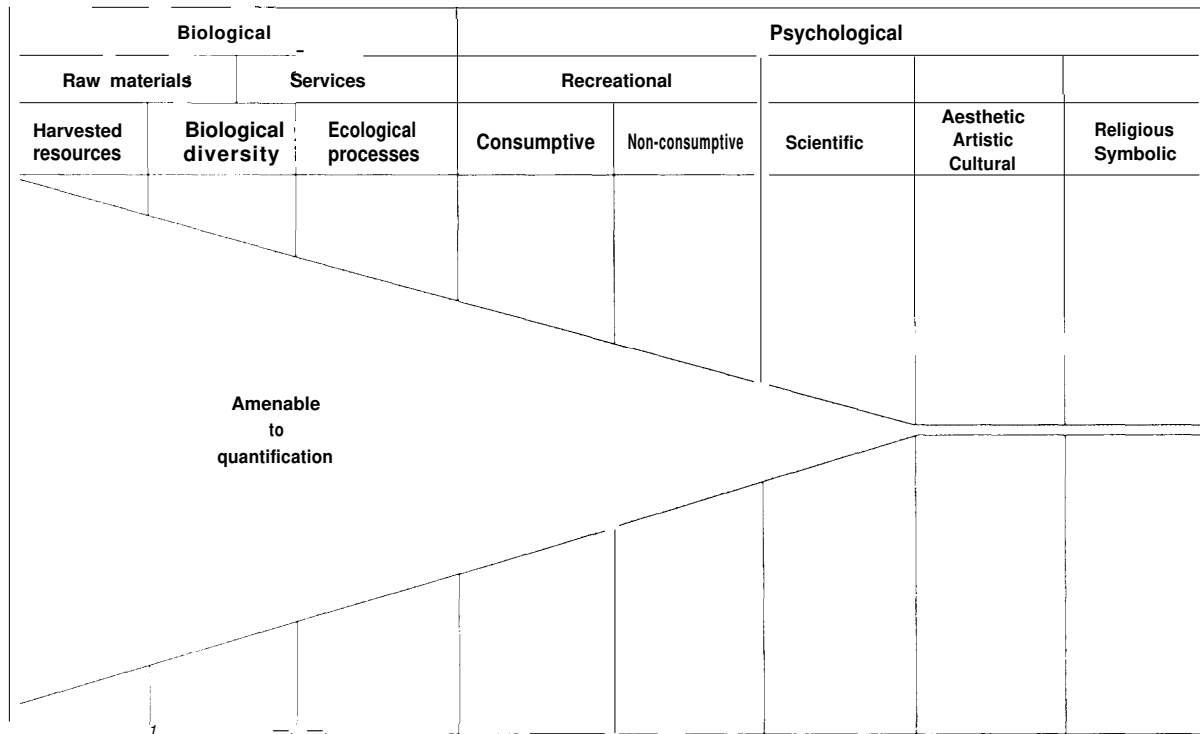 Biological
Psychological
Raw materials
Services
Recreational
Harvested
resources
Biological
diversity
Ecological
processes
Consumptive
Non-consumptive
Scientific
Aesthetic
Artistic
Cultural
Religious
Symbolic
Amenable
to
quantification